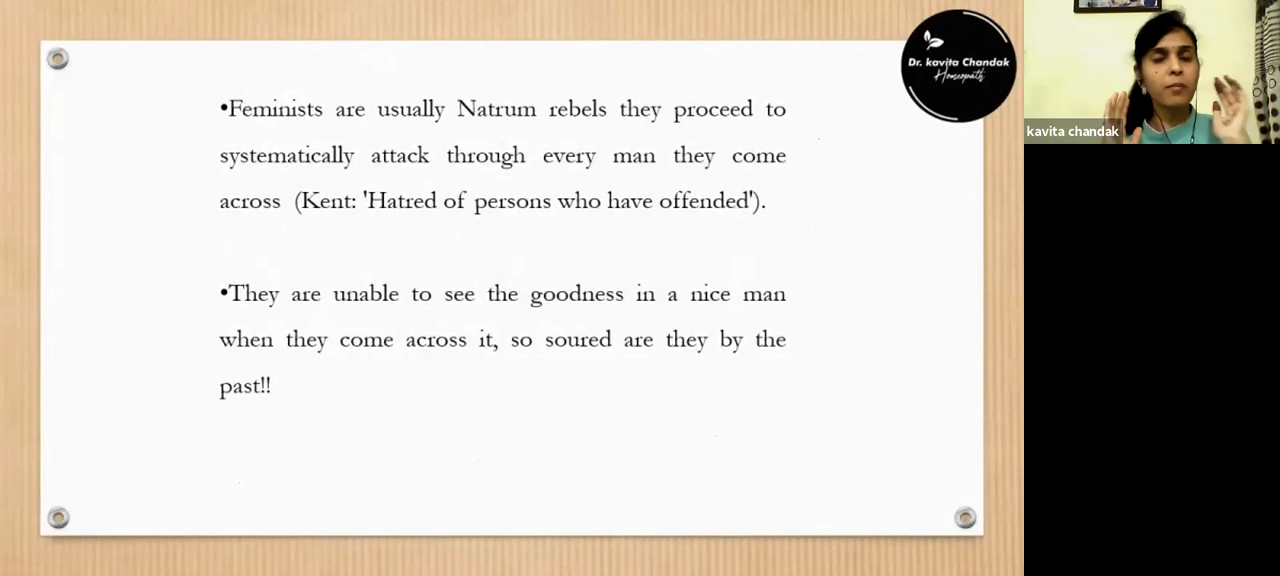 •Feminists are usually Natrum rebels they proceed to
systematically attack through every man they come
across (Kent: 'Hatred of persons who have offended').
•They are unable to see the goodness in a nice man
when they come across it, so soured are they by the
past!!
Dr. kavita Chandak
Homeopath
kavita chandak